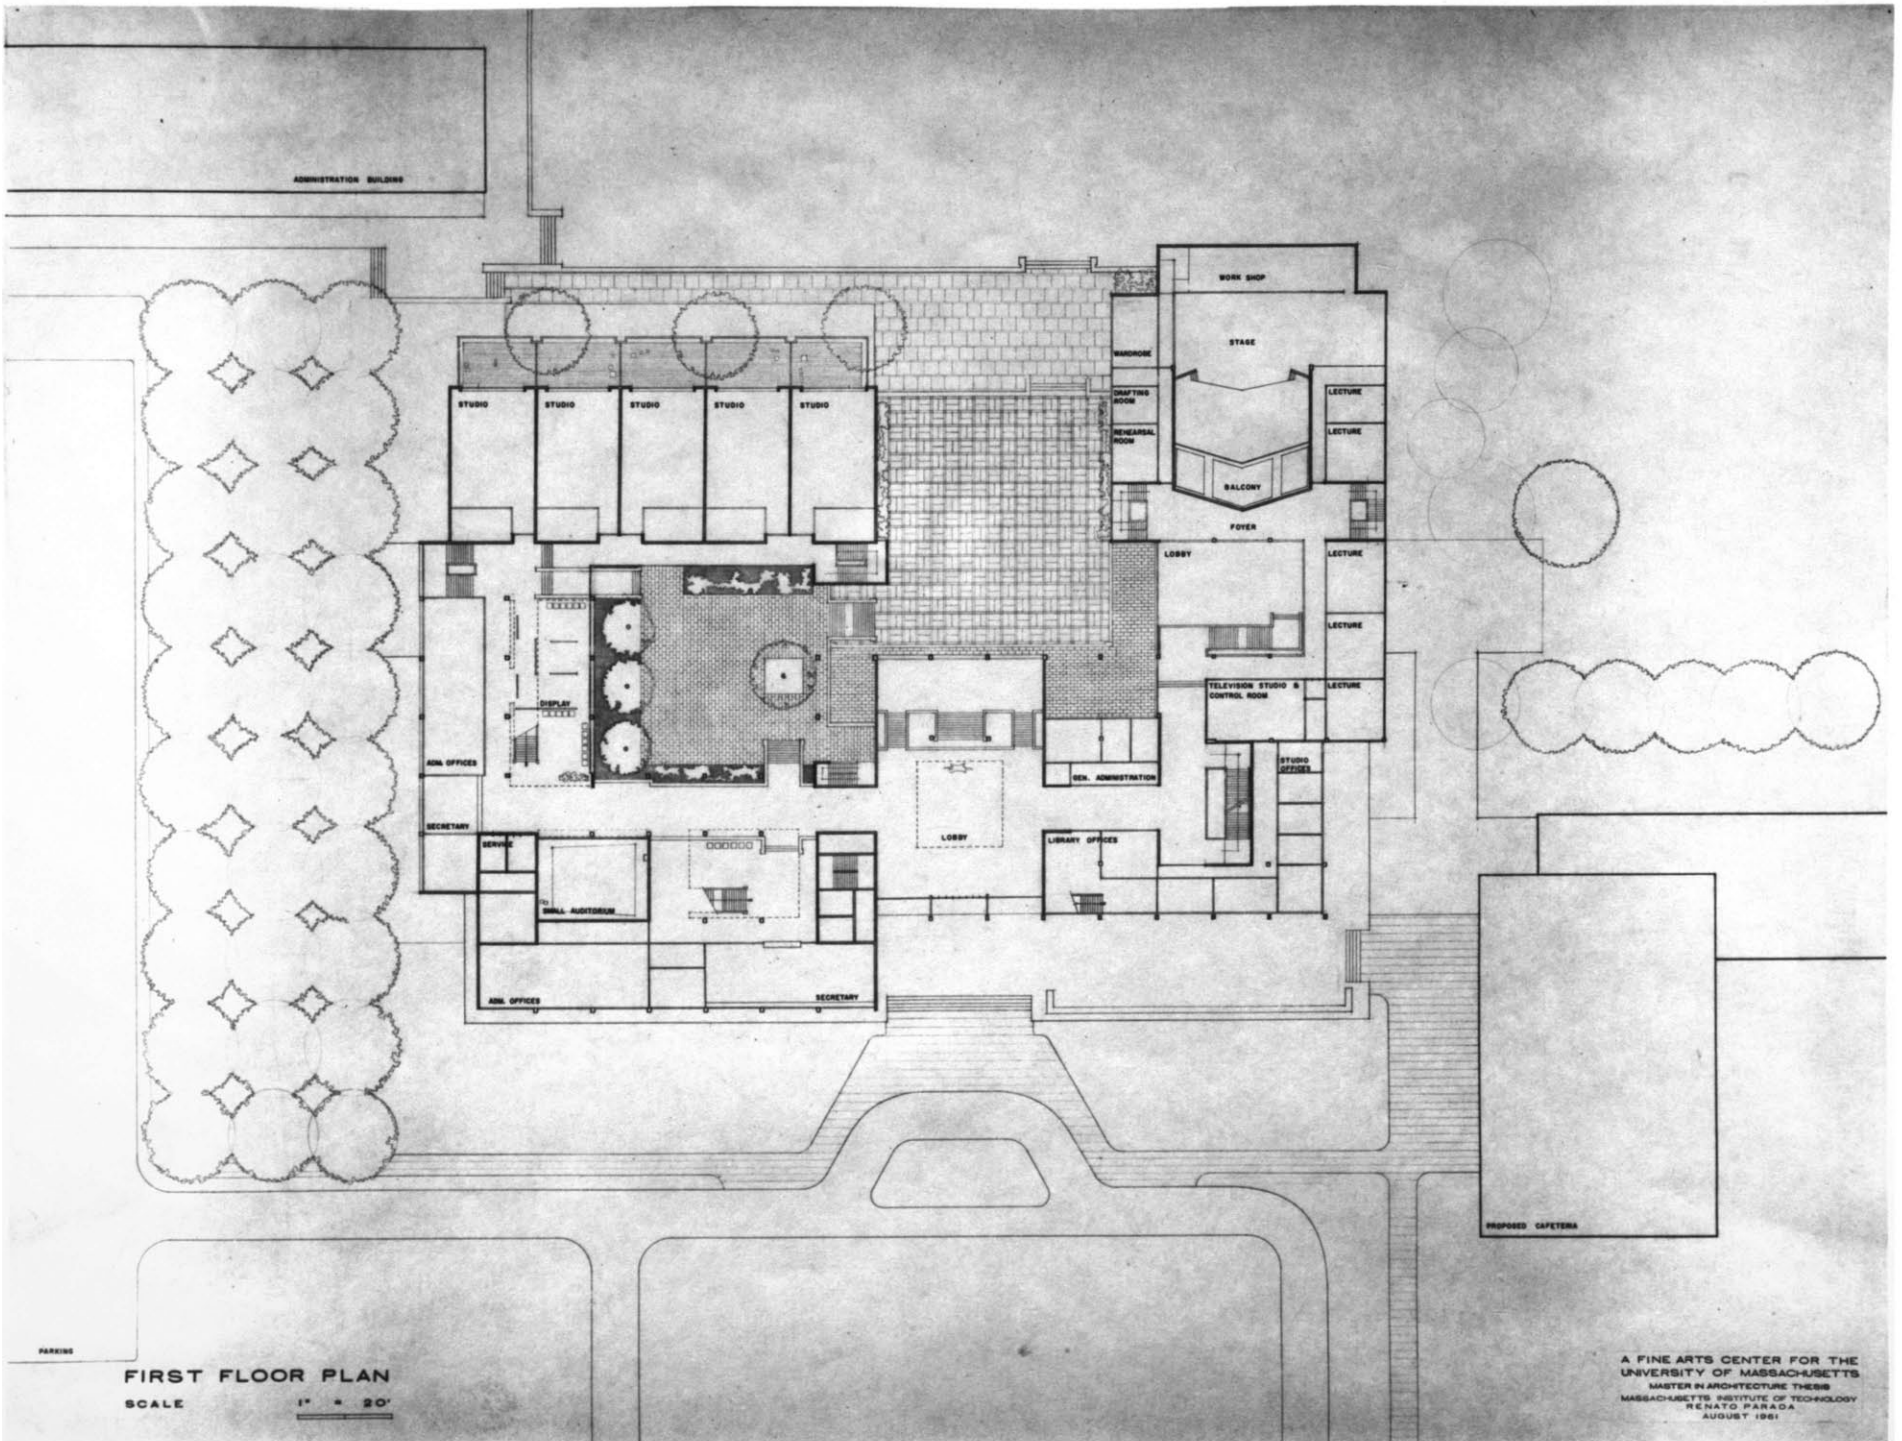 ADMINISTRATION BUILDING
WORK SHOP
STAGE
WARDROBE
DRAFTING
ROOM
REHEARSAL
ROOM
LECTURE
LECTURE
BALCONY
FOYER
STUDIO
STUDIO
STUDIO
STUDIO
STUDIO
LOBBY
LECTURE
LECTURE
TELEVISION STUDIO &
CONTROL ROOM
LECTURE
DISPLAY
ADM. OFFICES
GEN. ADMINISTRATION
STUDIO
OFFICES
SECRETARY
SERVICE
LOBBY
LIBRARY OFFICES
SMALL AUDITORIUM
ADM. OFFICES
SECRETARY
PROPOSED CAFETERIA
PARKING
FIRST FLOOR PLAN
SCALE 1" = 20'
A FINE ARTS CENTER FOR THE
UNIVERSITY OF MASSACHUSETTS
MASTER IN ARCHITECTURE THESIS
MASSACHUSETTS INSTITUTE OF TECHNOLOGY
RENATO PARADA
AUGUST 1961